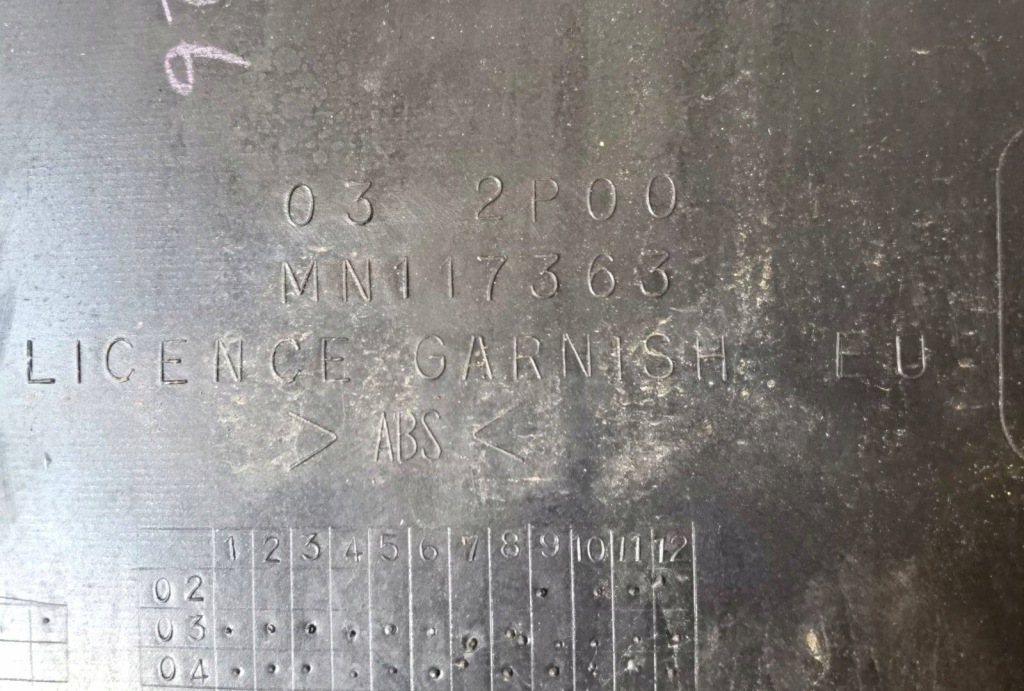 03 2P00
MN117363
LICENCE GARNISH EU
> ABS <
1 2 3 4 5 6 7 8 9 10 11 12
02
03
04